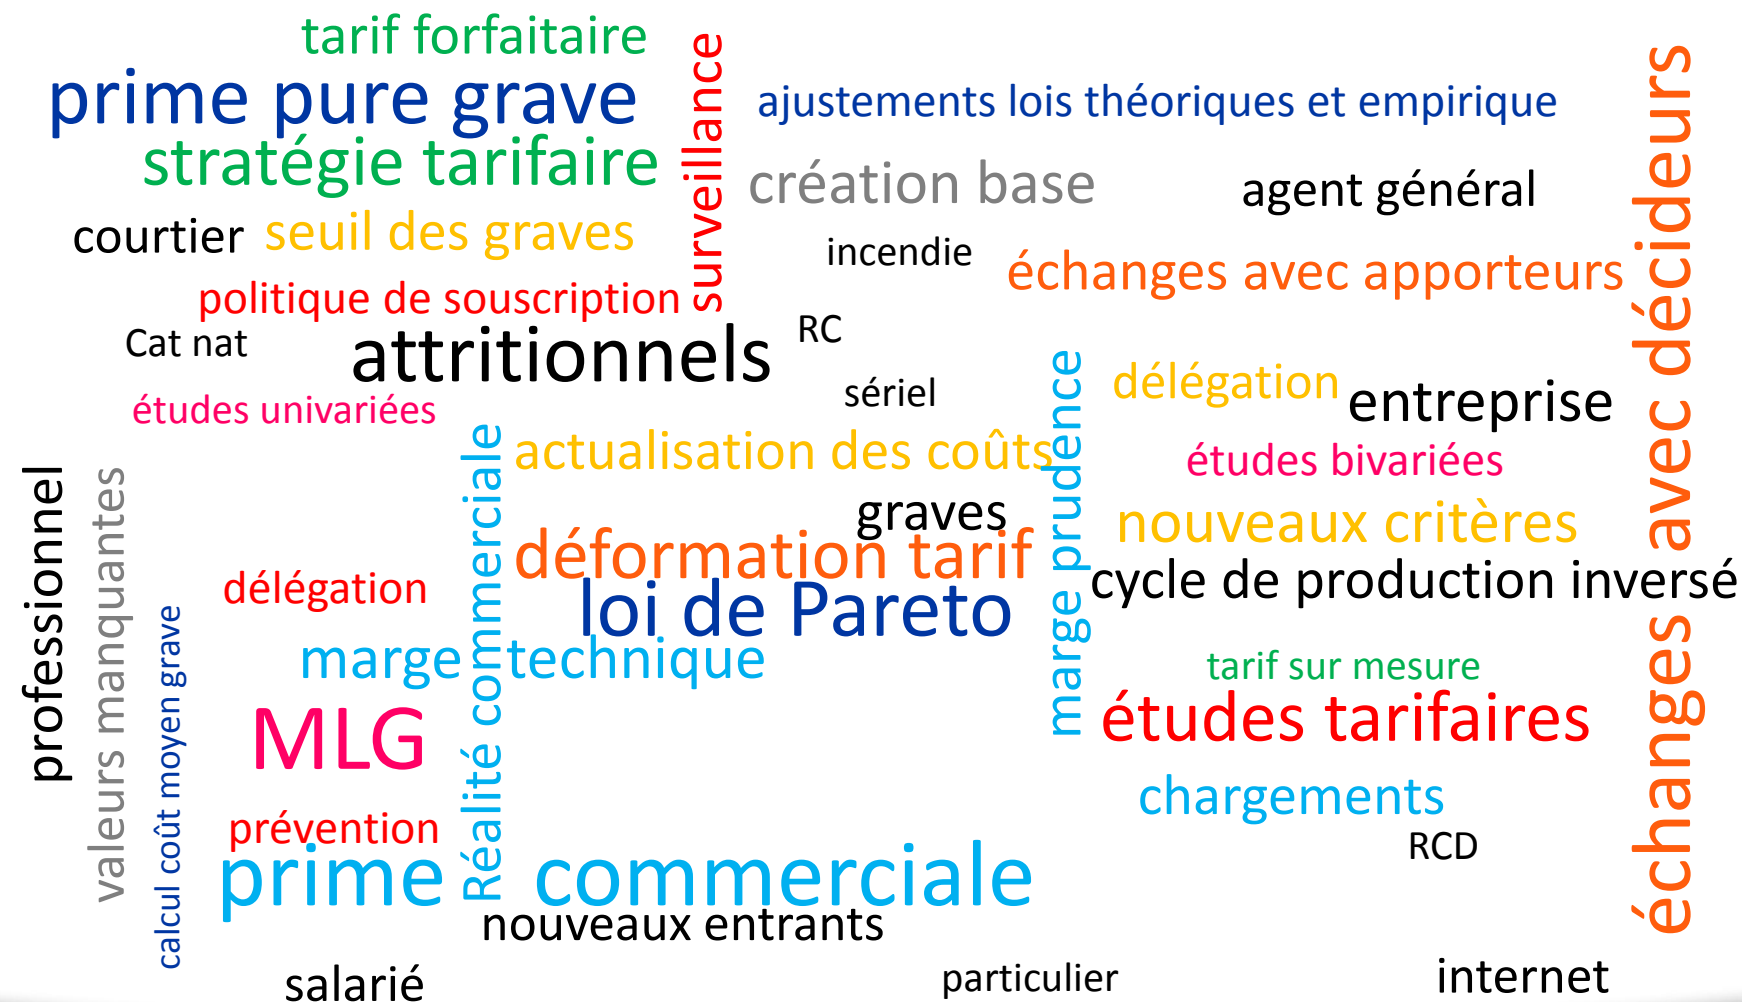 tarif forfaitaire
prime pure grave
surveillance
ajustements lois théoriques et empirique
stratégie tarifaire
création base
agent général
échanges avec décideurs
courtier
seuil des graves
incendie
échanges avec apporteurs
politique de souscription
Cat nat
attritionnels
RC
sériel
délégation
entreprise
études univariées
actualisation des coûts
marge prudence
études bivariées
professionnel
valeurs manquantes
Réalité commerciale
graves
nouveaux critères
déformation tarif
cycle de production inversé
délégation
loi de Pareto
calcul coût moyen grave
marge technique
tarif sur mesure
MLG
études tarifaires
chargements
prévention
RCD
prime commerciale
nouveaux entrants
salarié
particulier
internet